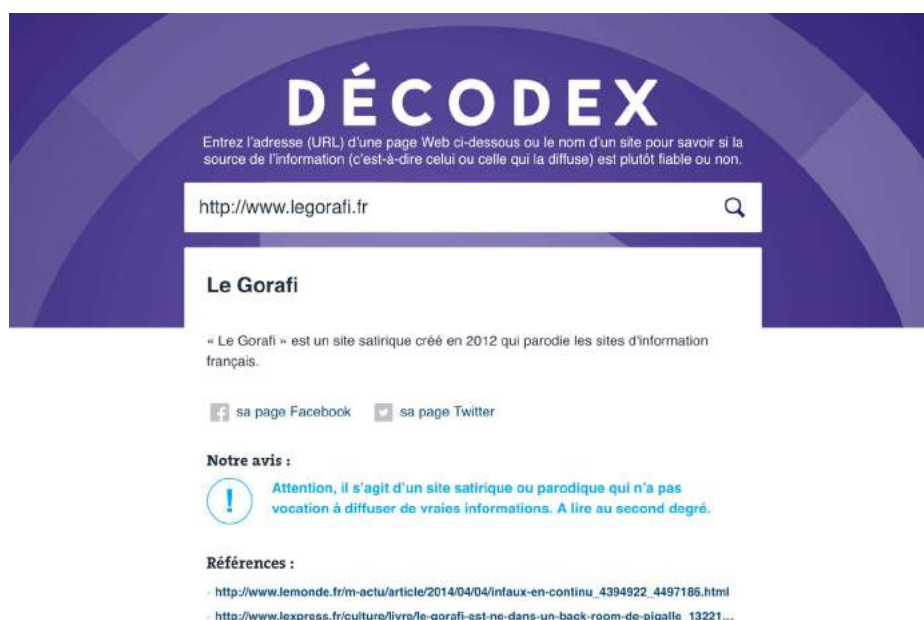 DÉCODEX
Entrez l'adresse (URL) d'une page Web ci-dessous ou le nom d'un site pour savoir si la
source de l'information (c'est-à-dire celui ou celle qui la diffuse) est plutôt fiable ou non.
http://www.legorafi.fr
Le Gorafi
« Le Gorafi » est un site satirique créé en 2012 qui parodie les sites d'information
français.
sa page Facebook sa page Twitter
Notre avis :
Attention, il s'agit d'un site satirique ou parodique qui n'a pas
vocation à diffuser de vraies informations. A lire au second degré.
Références :
http://www.lemonde.fr/m-actu/article/2014/04/04/infaux-en-continu_4394922_4497186.html
http://www.lexpress.fr/culture/livre/le-gorafi-est-ne-dans-un-back-room-de-pigalle_13221...